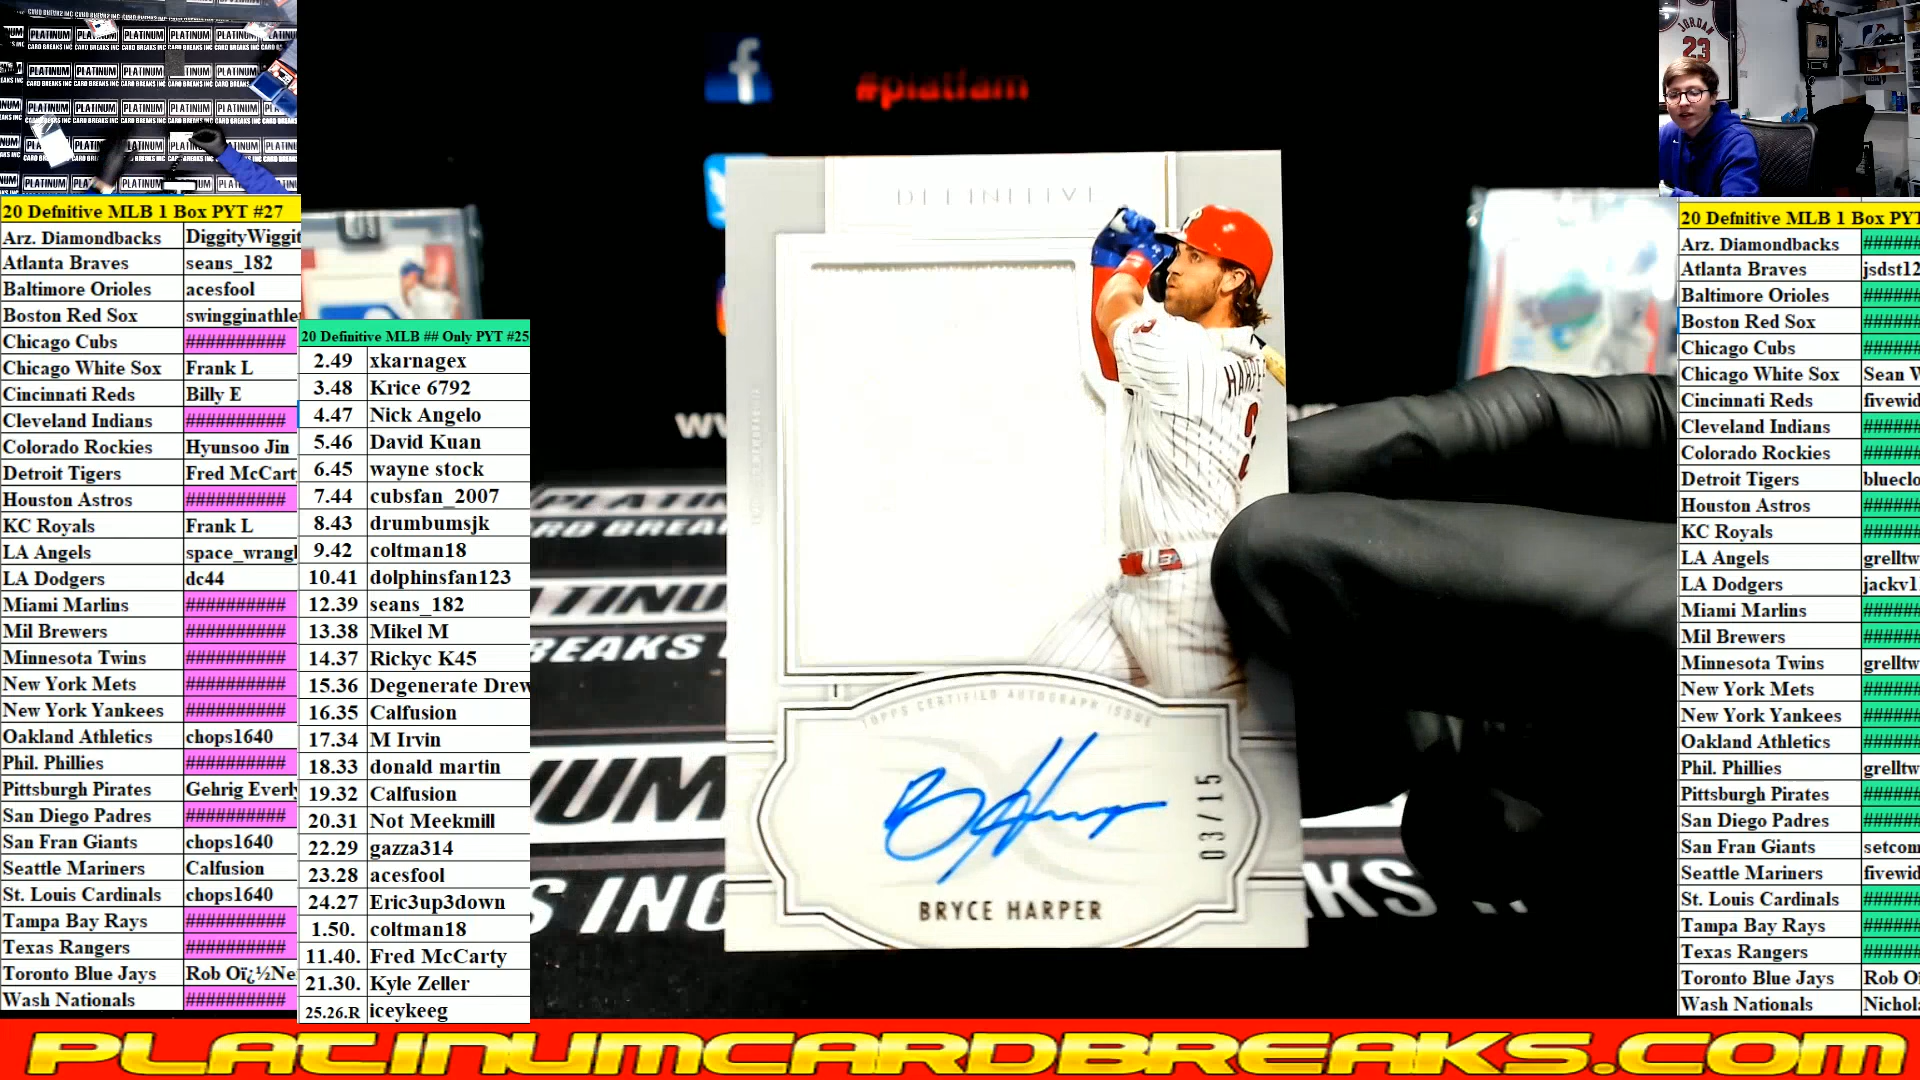 PLATINUM
CARD BREAKS INC
JORDAN
23
#platfam
20 Defnitive MLB 1 Box PYT #27
Arz. Diamondbacks DiggityWiggit
Atlanta Braves seans_182
Baltimore Orioles acesfool
Boston Red Sox swingginathle
Chicago Cubs ##########
Chicago White Sox Frank L
Cincinnati Reds Billy E
Cleveland Indians ##########
Colorado Rockies Hyunsoo Jin
Detroit Tigers Fred McCart
Houston Astros ##########
KC Royals Frank L
LA Angels space_wrangl
LA Dodgers dc44
Miami Marlins ##########
Mil Brewers ##########
Minnesota Twins ##########
New York Mets ##########
New York Yankees ##########
Oakland Athletics chops1640
Phil. Phillies ##########
Pittsburgh Pirates Gehrig Everly
San Diego Padres ##########
San Fran Giants chops1640
Seattle Mariners Calfusion
St. Louis Cardinals chops1640
Tampa Bay Rays ##########
Texas Rangers ##########
Toronto Blue Jays Rob Oï¿½Ne
Wash Nationals ##########
20 Definitive MLB ## Only PYT #25
2.49 xkarnagex
3.48 Krice 6792
4.47 Nick Angelo
5.46 David Kuan
6.45 wayne stock
7.44 cubsfan_2007
8.43 drumbumsjk
9.42 coltman18
10.41 dolphinsfan123
12.39 seans_182
13.38 Mikel M
14.37 Rickyc K45
15.36 Degenerate Drew
16.35 Calfusion
17.34 M Irvin
18.33 donald martin
19.32 Calfusion
20.31 Not Meekmill
22.29 gazza314
23.28 acesfool
24.27 Eric3up3down
1.50. coltman18
11.40. Fred McCarty
21.30. Kyle Zeller
25.26.R iceykeeg
DEFINITIVE
HARPER
TOPPS CERTIFIED AUTOGRAPH ISSUE
03/15
BRYCE HARPER
20 Defnitive MLB 1 Box PYT
Arz. Diamondbacks ######
Atlanta Braves jsdst12
Baltimore Orioles ######
Boston Red Sox ######
Chicago Cubs ######
Chicago White Sox Sean W
Cincinnati Reds fivewid
Cleveland Indians ######
Colorado Rockies ######
Detroit Tigers blueclo
Houston Astros ######
KC Royals ######
LA Angels grelltw
LA Dodgers jackv1
Miami Marlins ######
Mil Brewers ######
Minnesota Twins grelltw
New York Mets ######
New York Yankees ######
Oakland Athletics ######
Phil. Phillies grelltw
Pittsburgh Pirates ######
San Diego Padres ######
San Fran Giants setcom
Seattle Mariners fivewid
St. Louis Cardinals ######
Tampa Bay Rays ######
Texas Rangers ######
Toronto Blue Jays Rob O
Wash Nationals Nichol
PLATINUMCARDBREAKS.COM